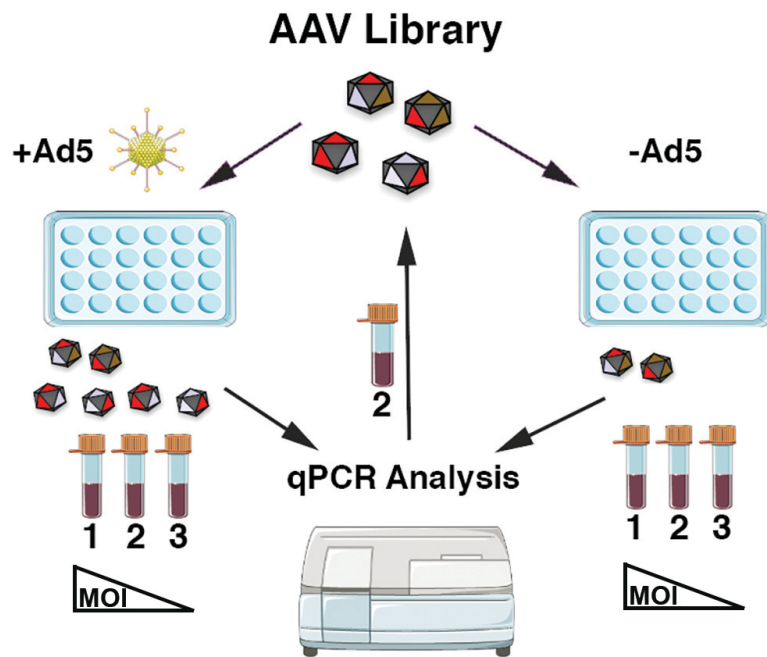 AAV Library
+Ad5
-Ad5
2
qPCR Analysis
1 2 3
MOI
1 2 3
MOI